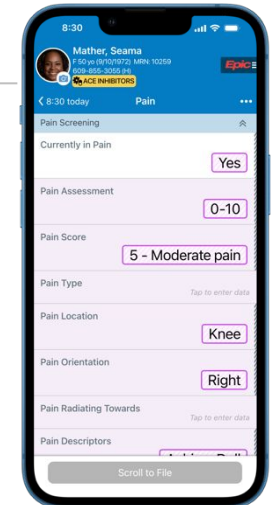 8:30
Mather, Seama
F 50 yo (9/10/1972) MRN: 10259
609-855-3055 (H)
Epic
ACE INHIBITORS
8:30 today Pain
Pain Screening
Currently in Pain
Yes
Pain Assessment
0-10
Pain Score
5 - Moderate pain
Pain Type
Tap to enter data
Pain Location
Knee
Pain Orientation
Right
Pain Radiating Towards
Tap to enter data
Pain Descriptors
Scroll to File